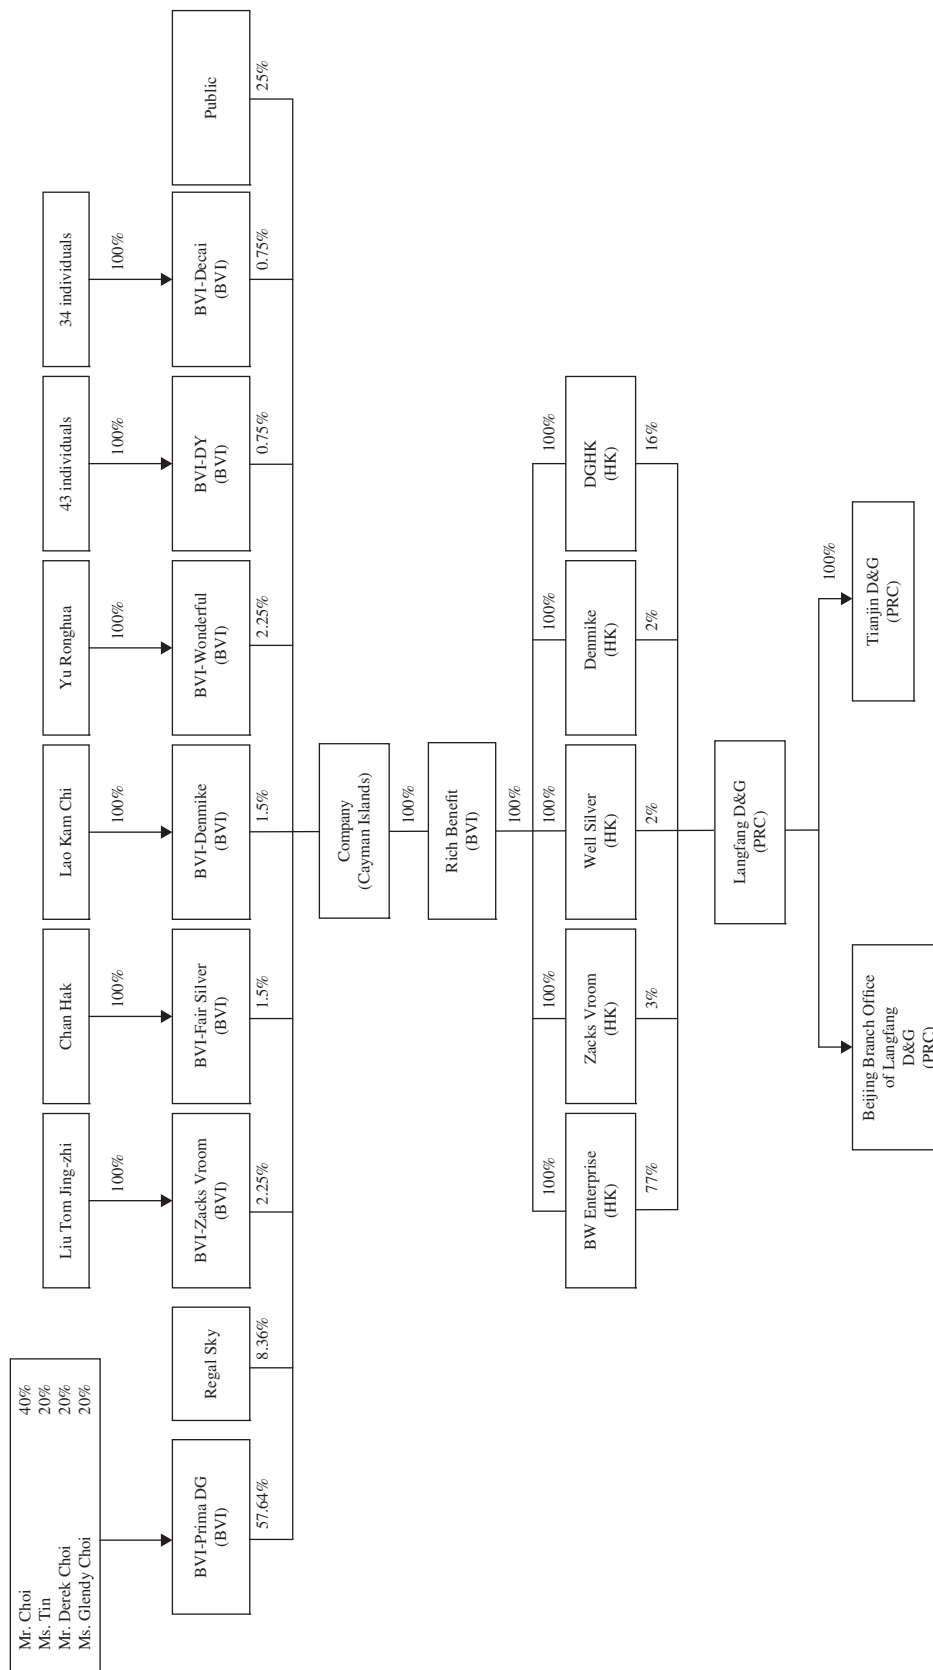 Mr. Choi 40%
Ms. Tin 20%
Mr. Derek Choi 20%
Ms. Glendy Choi 20%
Liu Tom Jing-zhi
Chan Hak
Lao Kam Chi
Yu Ronghua
43 individuals
34 individuals
100%
100%
100%
100%
100%
100%
BVI-Prima DG
(BVI)
Regal Sky
BVI-Zacks Vroom
(BVI)
BVI-Fair Silver
(BVI)
BVI-Denmike
(BVI)
BVI-Wonderful
(BVI)
BVI-DY
(BVI)
BVI-Decai
(BVI)
Public
57.64%
8.36%
2.25%
1.5%
1.5%
2.25%
0.75%
0.75%
25%
Company
(Cayman Islands)
100%
Rich Benefit
(BVI)
100%
100%
100%
100%
100%
100%
BW Enterprise
(HK)
Zacks Vroom
(HK)
Well Silver
(HK)
Denmike
(HK)
DGHK
(HK)
77%
3%
2%
2%
16%
Langfang D&G
(PRC)
100%
Beijing Branch Office
of Langfang
D&G
(PRC)
Tianjin D&G
(PRC)